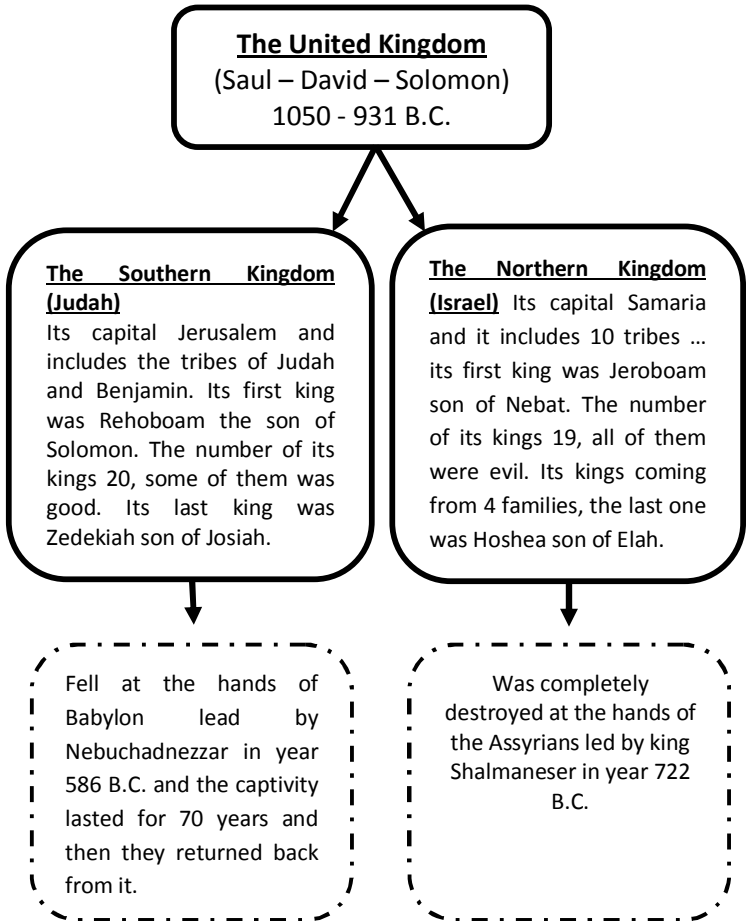 The United Kingdom
(Saul – David – Solomon)
1050 - 931 B.C.
The Southern Kingdom
(Judah)
Its capital Jerusalem and
includes the tribes of Judah
and Benjamin. Its first king
was Rehoboam the son of
Solomon. The number of its
kings 20, some of them was
good. Its last king was
Zedekiah son of Josiah.
The Northern Kingdom
(Israel) Its capital Samaria
and it includes 10 tribes ...
its first king was Jeroboam
son of Nebat. The number
of its kings 19, all of them
were evil. Its kings coming
from 4 families, the last one
was Hoshea son of Elah.
Fell at the hands of
Babylon lead by
Nebuchadnezzar in year
586 B.C. and the captivity
lasted for 70 years and
then they returned back
from it.
Was completely
destroyed at the hands of
the Assyrians led by king
Shalmaneser in year 722
B.C.